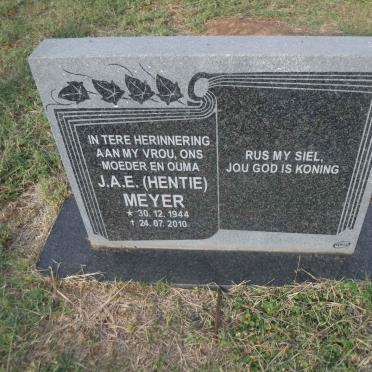 IN TERE HERINNERING
AAN MY VROU, ONS
MOEDER EN OUMA
J.A.E. (HENTIE)
MEYER
★ 30. 12. 1944
✝ 24. 07. 2010
RUS MY SIEL,
JOU GOD IS KONING